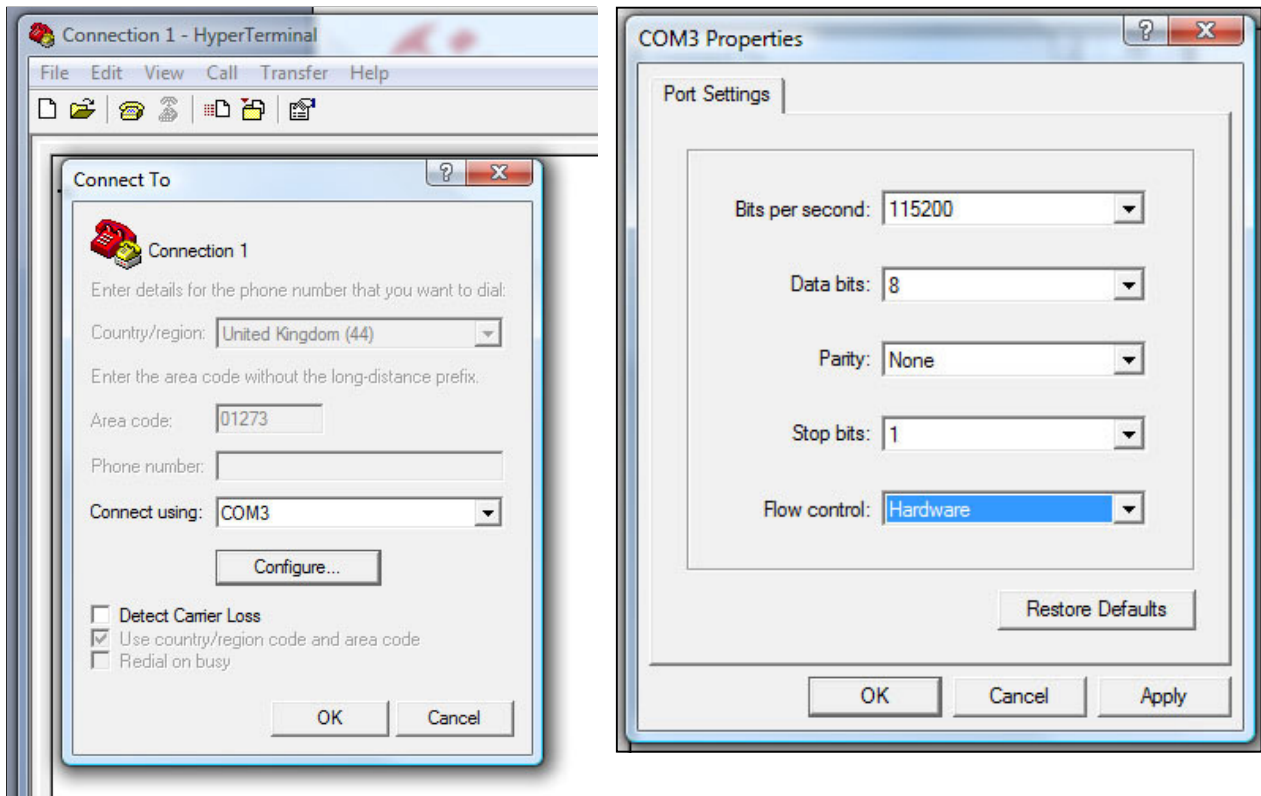 Connection 1 - HyperTerminal
File Edit View Call Transfer Help
Connect To
Connection 1
Enter details for the phone number that you want to dial:
Country/region: United Kingdom (44)
Enter the area code without the long-distance prefix.
Area code: 01273
Phone number:
Connect using: COM3
Configure...
Detect Carrier Loss
Use country/region code and area code
Redial on busy
OK Cancel
COM3 Properties
Port Settings
Bits per second: 115200
Data bits: 8
Parity: None
Stop bits: 1
Flow control: Hardware
Restore Defaults
OK Cancel Apply